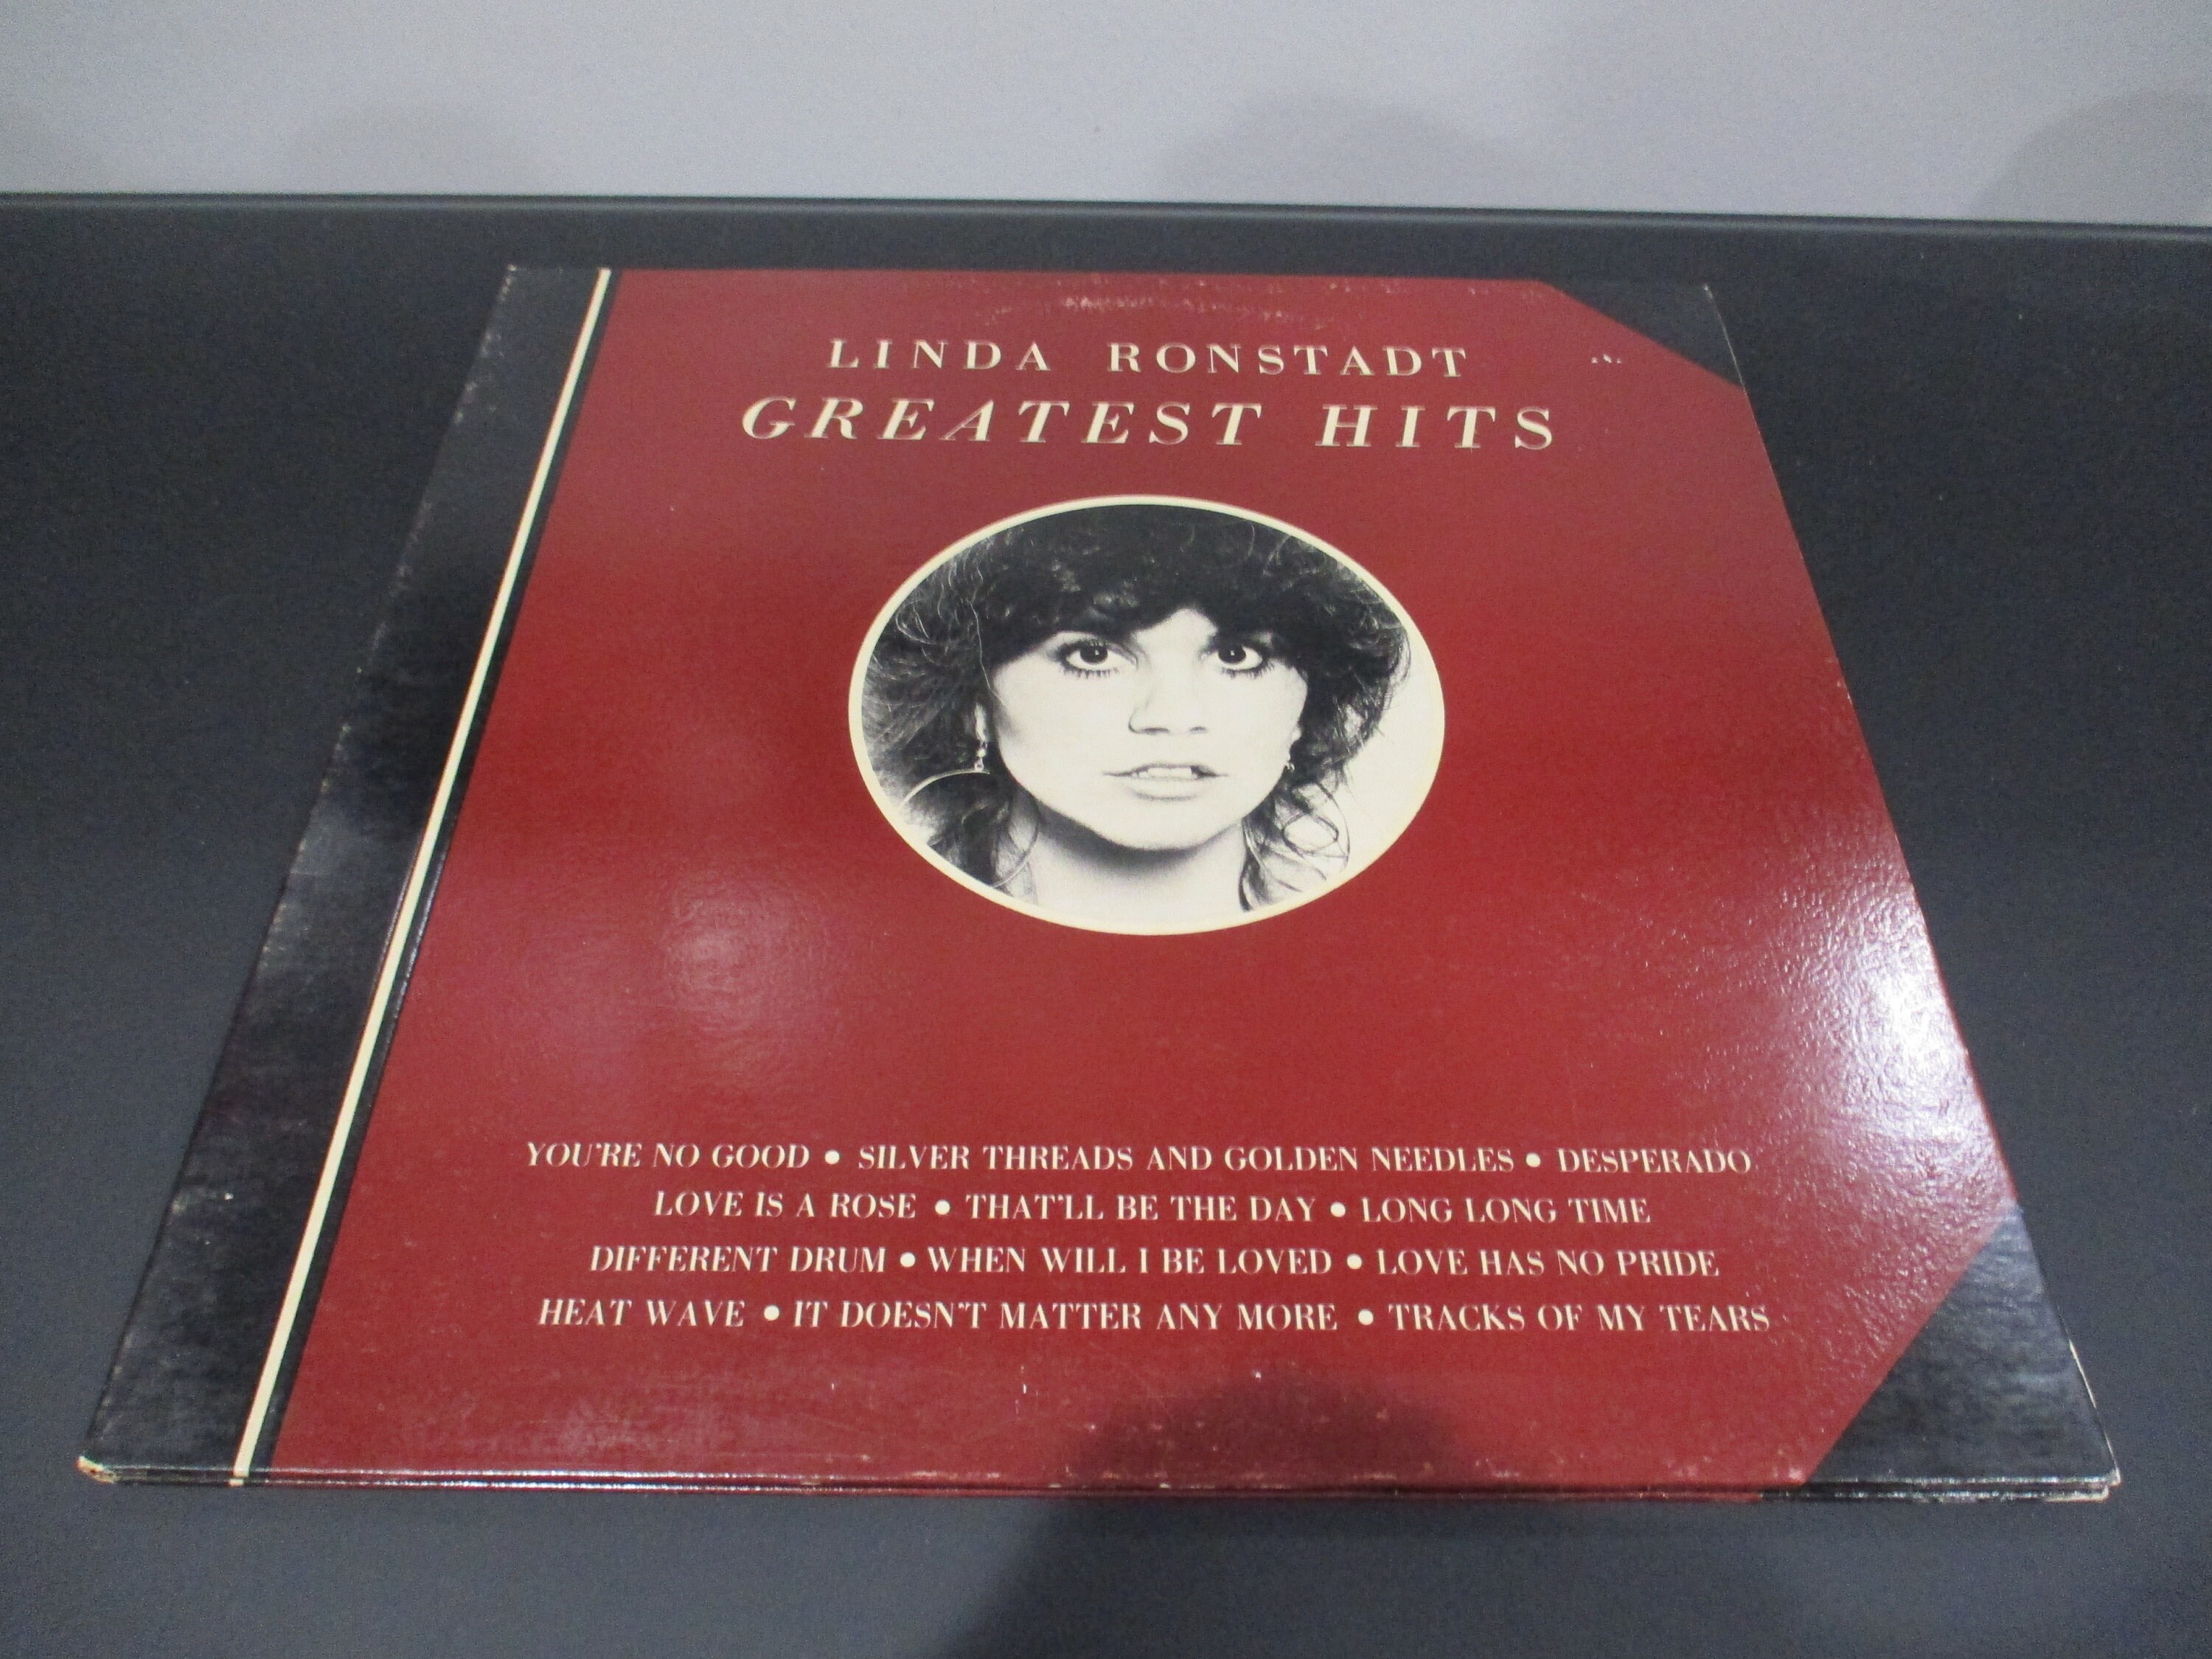 LINDA RONSTADT
GREATEST HITS
YOU'RE NO GOOD • SILVER THREADS AND GOLDEN NEEDLES • DESPERADO
LOVE IS A ROSE • THAT'LL BE THE DAY • LONG LONG TIME
DIFFERENT DRUM • WHEN WILL I BE LOVED • LOVE HAS NO PRIDE
HEAT WAVE • IT DOESN'T MATTER ANY MORE • TRACKS OF MY TEARS